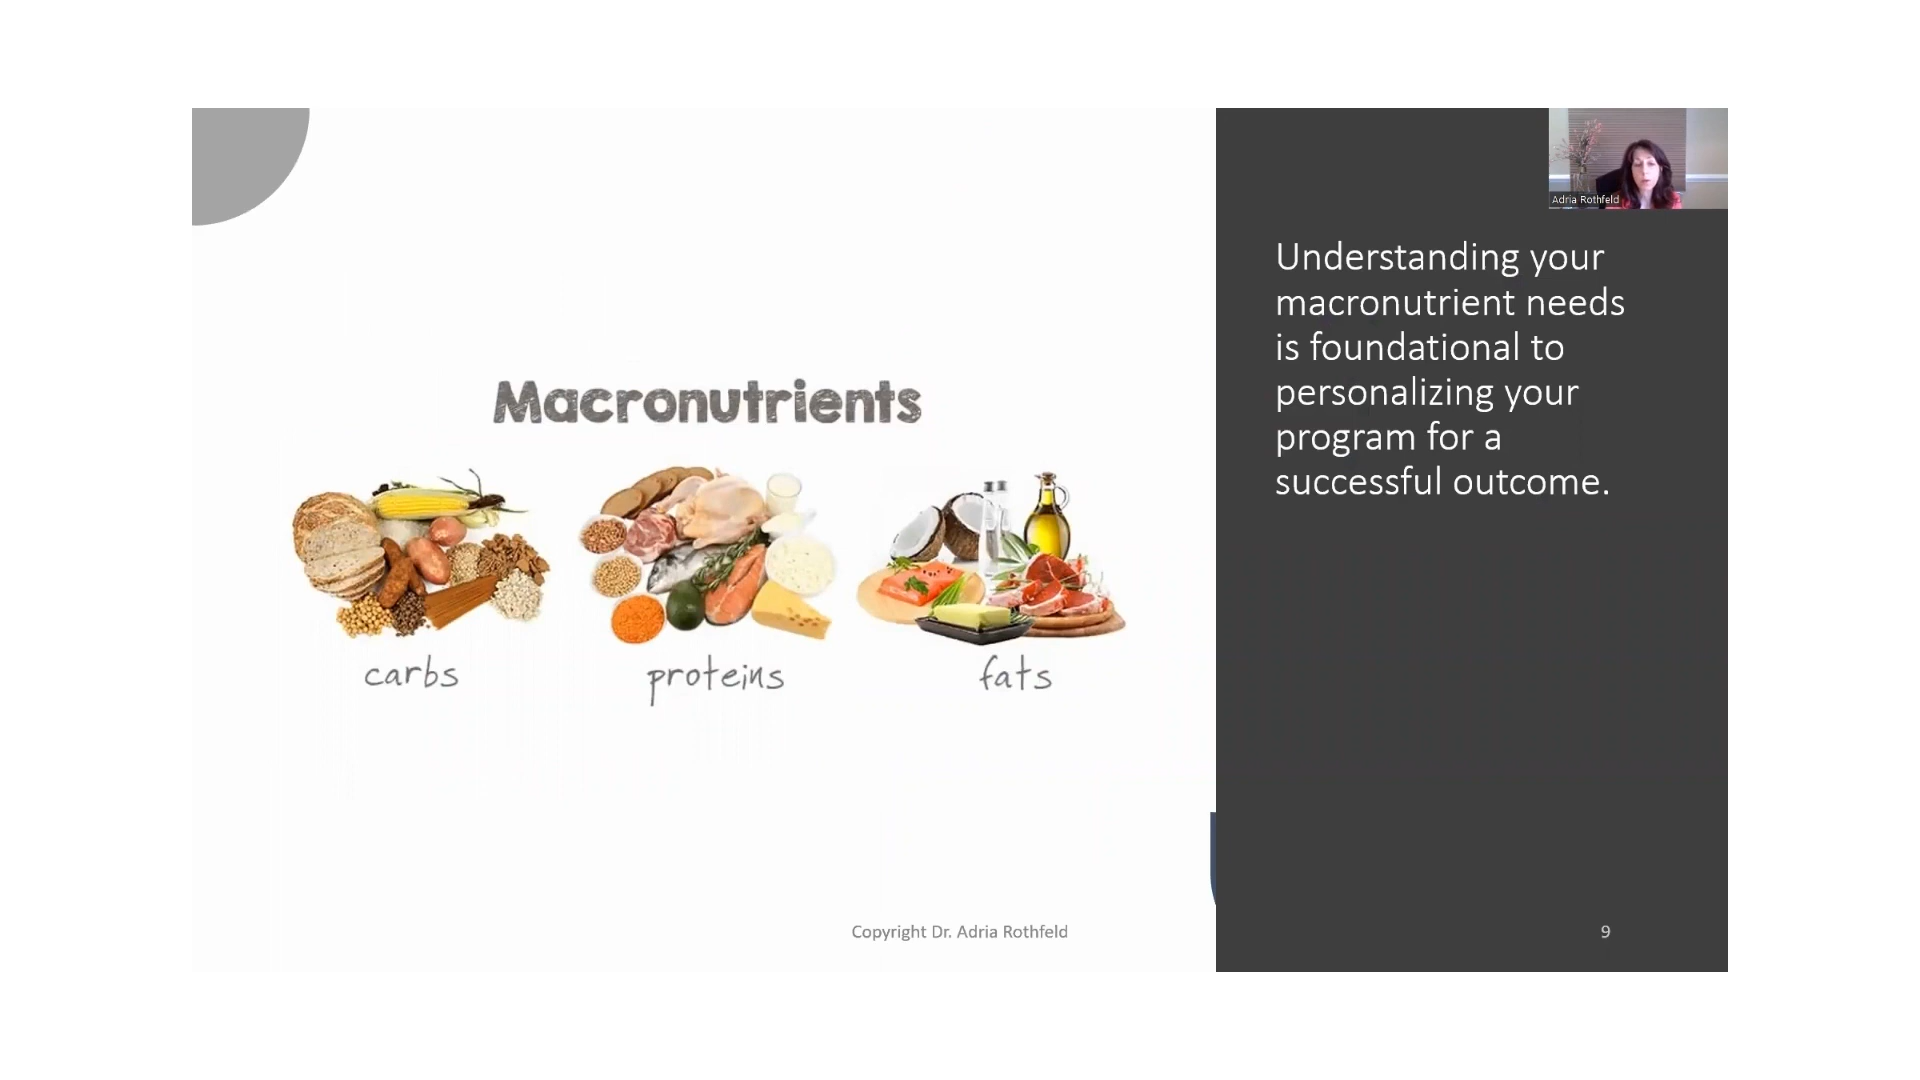 Adria Rothfeld
Understanding your
macronutrient needs
is foundational to
personalizing your
program for a
successful outcome.
Macronutrients
carbs
proteins
fats
Copyright Dr. Adria Rothfeld
9